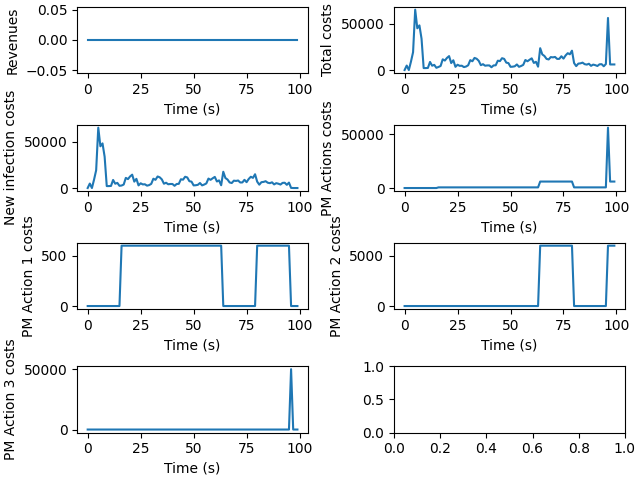 Revenues
0.05
0.00
−0.05
0 25 50 75 100
Time (s)
Total costs
50000
0
0 25 50 75 100
Time (s)
New infection costs
50000
0
0 25 50 75 100
Time (s)
PM Actions costs
50000
0
0 25 50 75 100
Time (s)
PM Action 1 costs
500
0
0 25 50 75 100
Time (s)
PM Action 2 costs
5000
0
0 25 50 75 100
Time (s)
PM Action 3 costs
50000
0
0 25 50 75 100
Time (s)
1.0
0.5
0.0
0.0 0.2 0.4 0.6 0.8 1.0